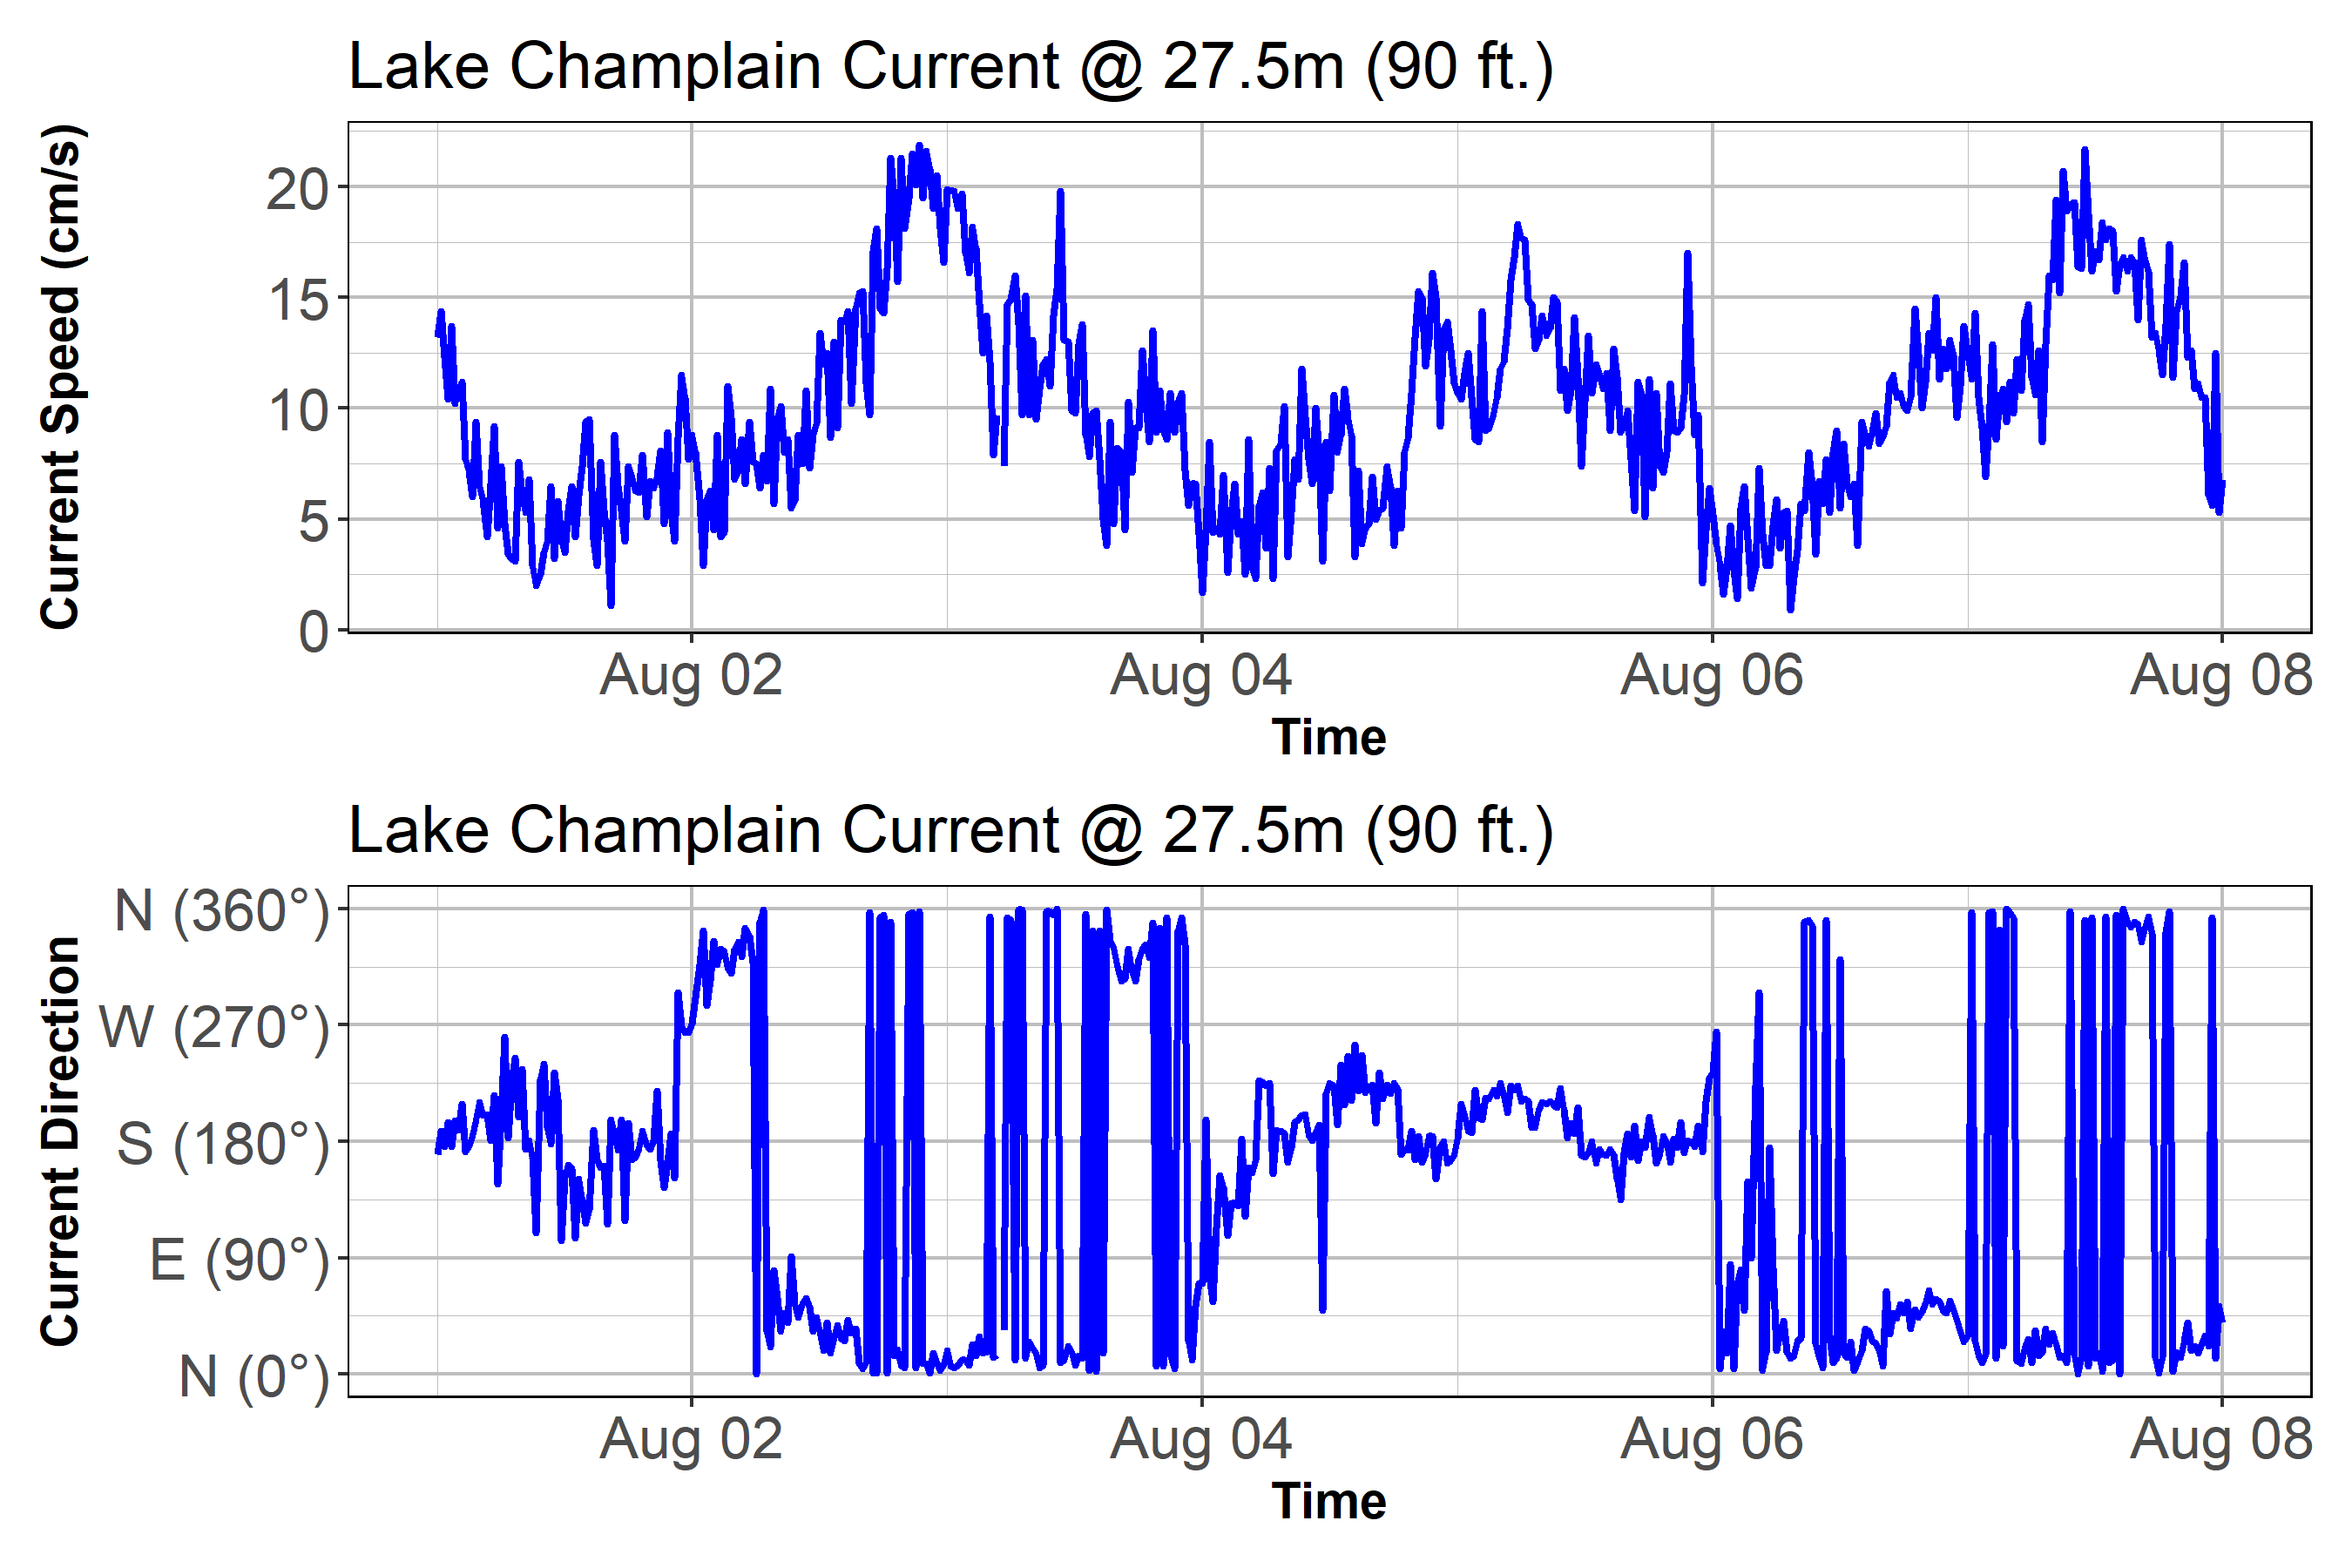 Lake Champlain Current @ 27.5m (90 ft.)
Current Speed (cm/s)
20
15
10
5
0
Aug 02 Aug 04 Aug 06 Aug 08
Time
Lake Champlain Current @ 27.5m (90 ft.)
Current Direction
N (360°)
W (270°)
S (180°)
E (90°)
N (0°)
Aug 02 Aug 04 Aug 06 Aug 08
Time